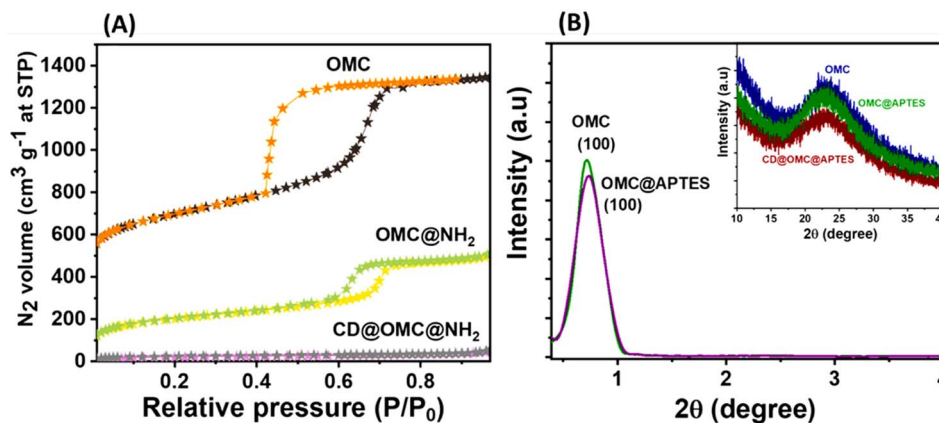 (A)
N2 volume (cm3 g-1 at STP)
1400
1200
1000
800
600
400
200
0
OMC
OMC@NH2
CD@OMC@NH2
0.2 0.4 0.6 0.8
Relative pressure (P/P0)
(B)
Intensity (a.u)
OMC
(100)
OMC@APTES
(100)
1 2 3 4
2θ (degree)
Intensity (a.u)
OMC
OMC@APTES
CD@OMC@APTES
10 15 20 25 30 35 40
2θ (degree)